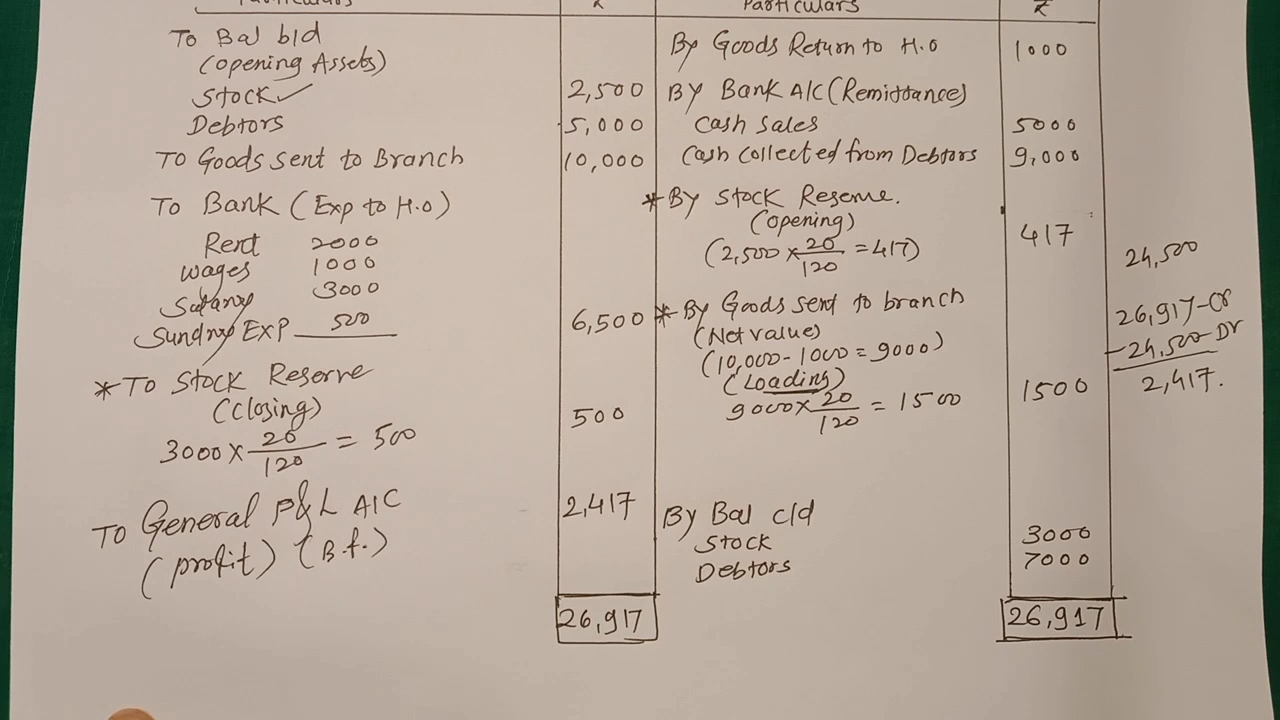 Particulars ₹ Particulars ₹
To Bal b/d
(opening Assets)
Stock ✓ 2,500
Debtors 5,000
To Goods sent to Branch 10,000
To Bank (Exp to H.O)
Rent 2000
wages 1000
Salary 3000
Sundry Exp 500 6,500
* To Stock Reserve
(Closing) 500
3000 x 20/120 = 500
To General P&L A/C 2,417
(profit) (B.f.)
26,917
By Goods Return to H.O 1000
By Bank A/C (Remittance)
Cash sales 5000
Cash collected from Debtors 9,000
* By Stock Reserve.
(opening) 417
(2,500 x 20/120 = 417)
* By Goods sent to branch
(Net values)
(10,000 - 1000 = 9000)
(Loading) 1500
9000 x 20/120 = 1500
By Bal c/d
Stock 3000
Debtors 7000
26,917
24,500
26,917 - Cr
- 24,500 Dr
2,417.